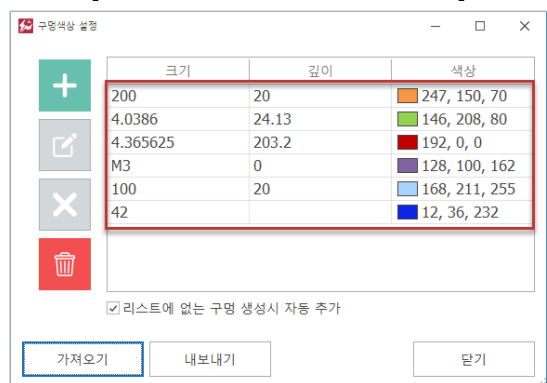 구멍색상 설정
크기 깊이 색상
200 20 247, 150, 70
4.0386 24.13 146, 208, 80
4.365625 203.2 192, 0, 0
M3 0 128, 100, 162
100 20 168, 211, 255
42 12, 36, 232
리스트에 없는 구멍 생성시 자동 추가
가져오기 내보내기 닫기